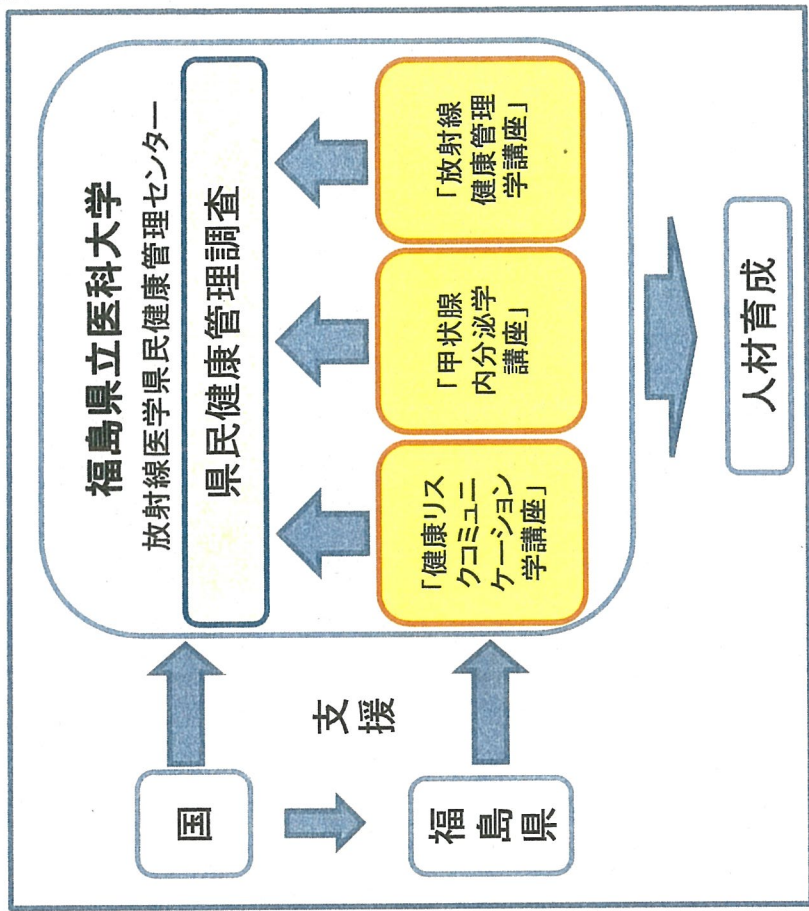 福島県立医科大学
放射線医学県民健康管理センター
県民健康管理調査
国
支
援
福
島
県
「健康リス
クコミュニ
ケーション
学講座」
「甲状腺
内分泌学
講座」
「放射線
健康管理
学講座」
人材育成